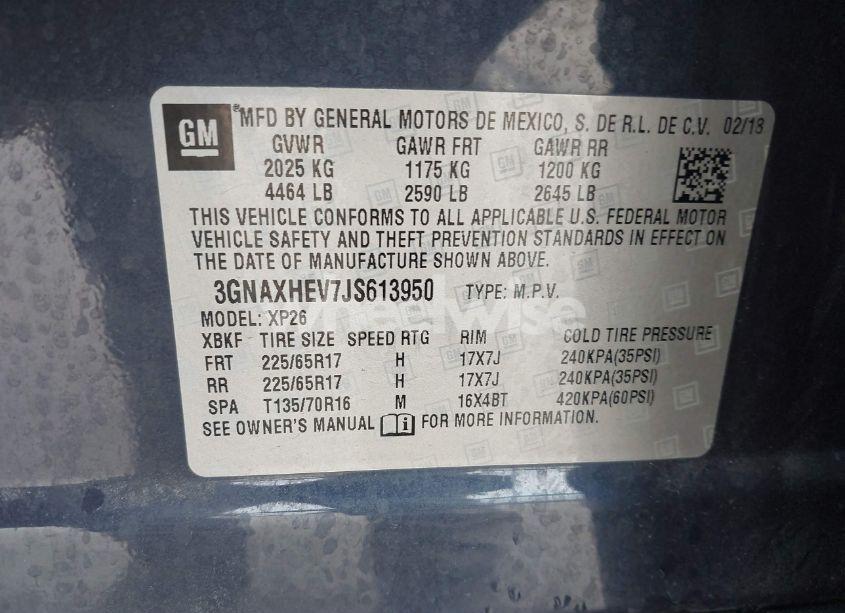 GM
®MFD BY GENERAL MOTORS DE MEXICO, S. DE R.L. DE C.V. 02/18
GVWR GAWR FRT GAWR RR
2025 KG 1175 KG 1200 KG
4464 LB 2590 LB 2645 LB
THIS VEHICLE CONFORMS TO ALL APPLICABLE U.S. FEDERAL MOTOR
VEHICLE SAFETY AND THEFT PREVENTION STANDARDS IN EFFECT ON
THE DATE OF MANUFACTURE SHOWN ABOVE.
3GNAXHEV7JS613950 TYPE: M.P.V.
MODEL: XP26
XBKF TIRE SIZE SPEED RTG RIM COLD TIRE PRESSURE
FRT 225/65R17 H 17X7J 240KPA(35PSI)
RR 225/65R17 H 17X7J 240KPA(35PSI)
SPA T135/70R16 M 16X4BT 420KPA(60PSI)
SEE OWNER'S MANUAL i FOR MORE INFORMATION.